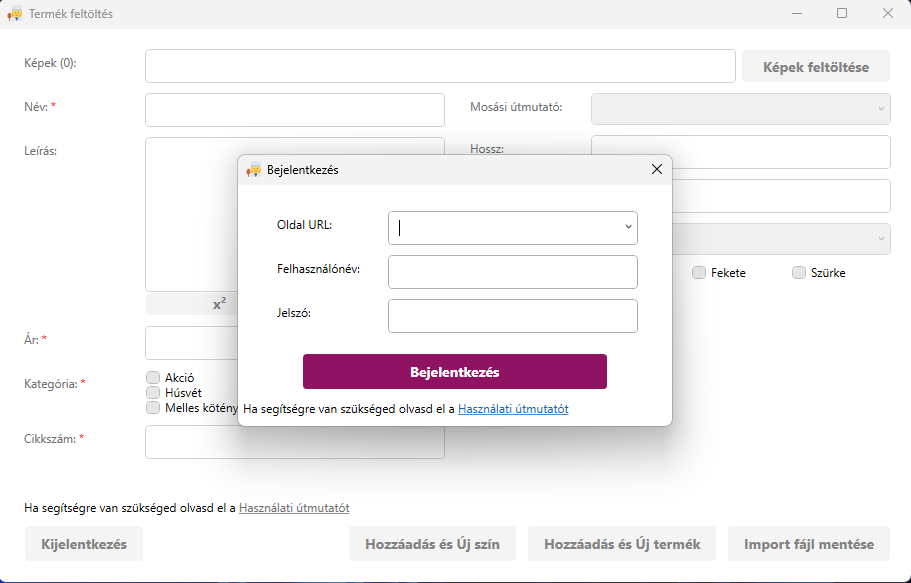 Termék feltöltés
Képek (0):
Képek feltöltése
Név: *
Mosási útmutató:
Leírás:
Hossz:
Bejelentkezés
Oldal URL:
Felhasználónév:
Jelszó:
Bejelentkezés
Ha segítségre van szükséged olvasd el a Használati útmutatót
Fekete
Szürke
x²
Ár: *
Kategória: *
Akció
Húsvét
Melles kötény
Cikkszám: *
Ha segítségre van szükséged olvasd el a Használati útmutatót
Kijelentkezés
Hozzáadás és Új szín
Hozzáadás és Új termék
Import fájl mentése